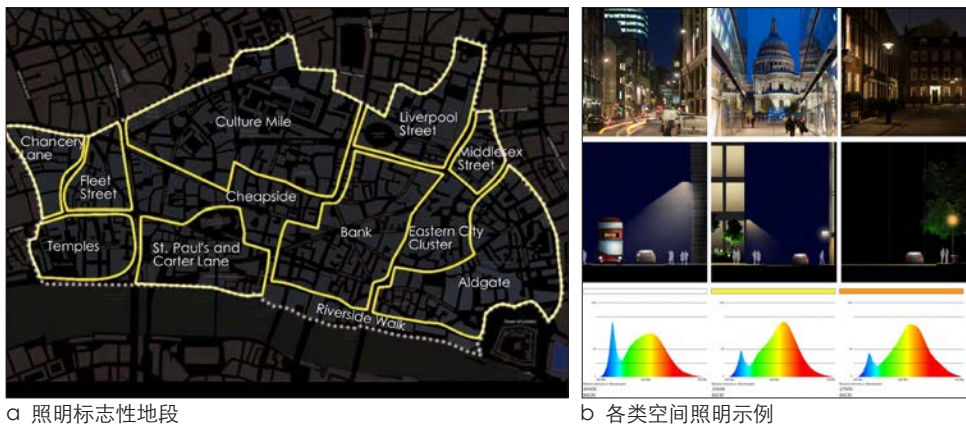 Culture Mile
Liverpool
Street
Chancery
Lane
Middlesex
Street
Fleet
Street
Cheapside
Temples
St. Paul's and
Carter Lane
Bank
Eastern City
Cluster
Aldgate
Riverside Walk
a 照明标志性地段
b 各类空间照明示例